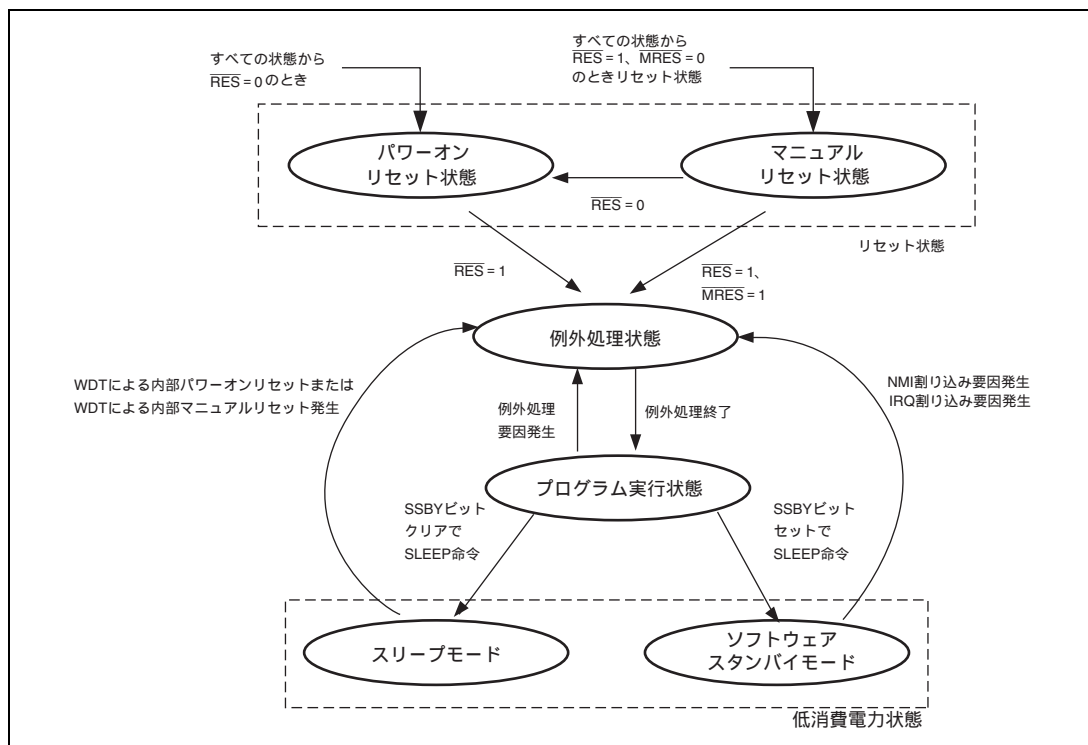 すべての状態から
RES=0のとき
すべての状態から
RES=1、MRES=0
のときリセット状態
パワーオン
リセット状態
マニュアル
リセット状態
RES=0
リセット状態
RES=1
RES=1、
MRES=1
例外処理状態
WDTによる内部パワーオンリセットまたは
WDTによる内部マニュアルリセット発生
例外処理
要因発生
例外処理終了
NMI割り込み要因発生
IRQ割り込み要因発生
プログラム実行状態
SSBYビット
クリアで
SLEEP命令
SSBYビット
セットで
SLEEP命令
スリープモード
ソフトウェア
スタンバイモード
低消費電力状態